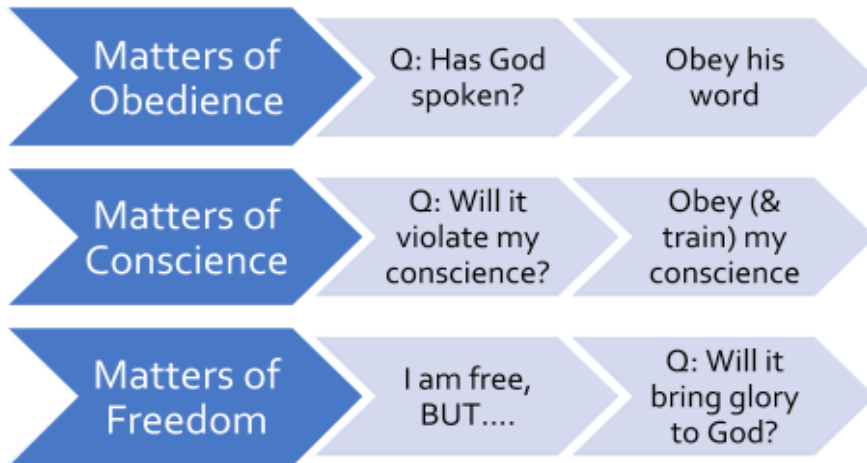 Matters of
Obedience
Q: Has God
spoken?
Obey his
word
Matters of
Conscience
Q: Will it
violate my
conscience?
Obey (&
train) my
conscience
Matters of
Freedom
I am free,
BUT....
Q: Will it
bring glory
to God?